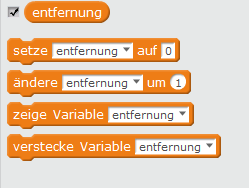 entfernung
setze entfernung auf 0
ändere entfernung um 1
zeige Variable entfernung
verstecke Variable entfernung